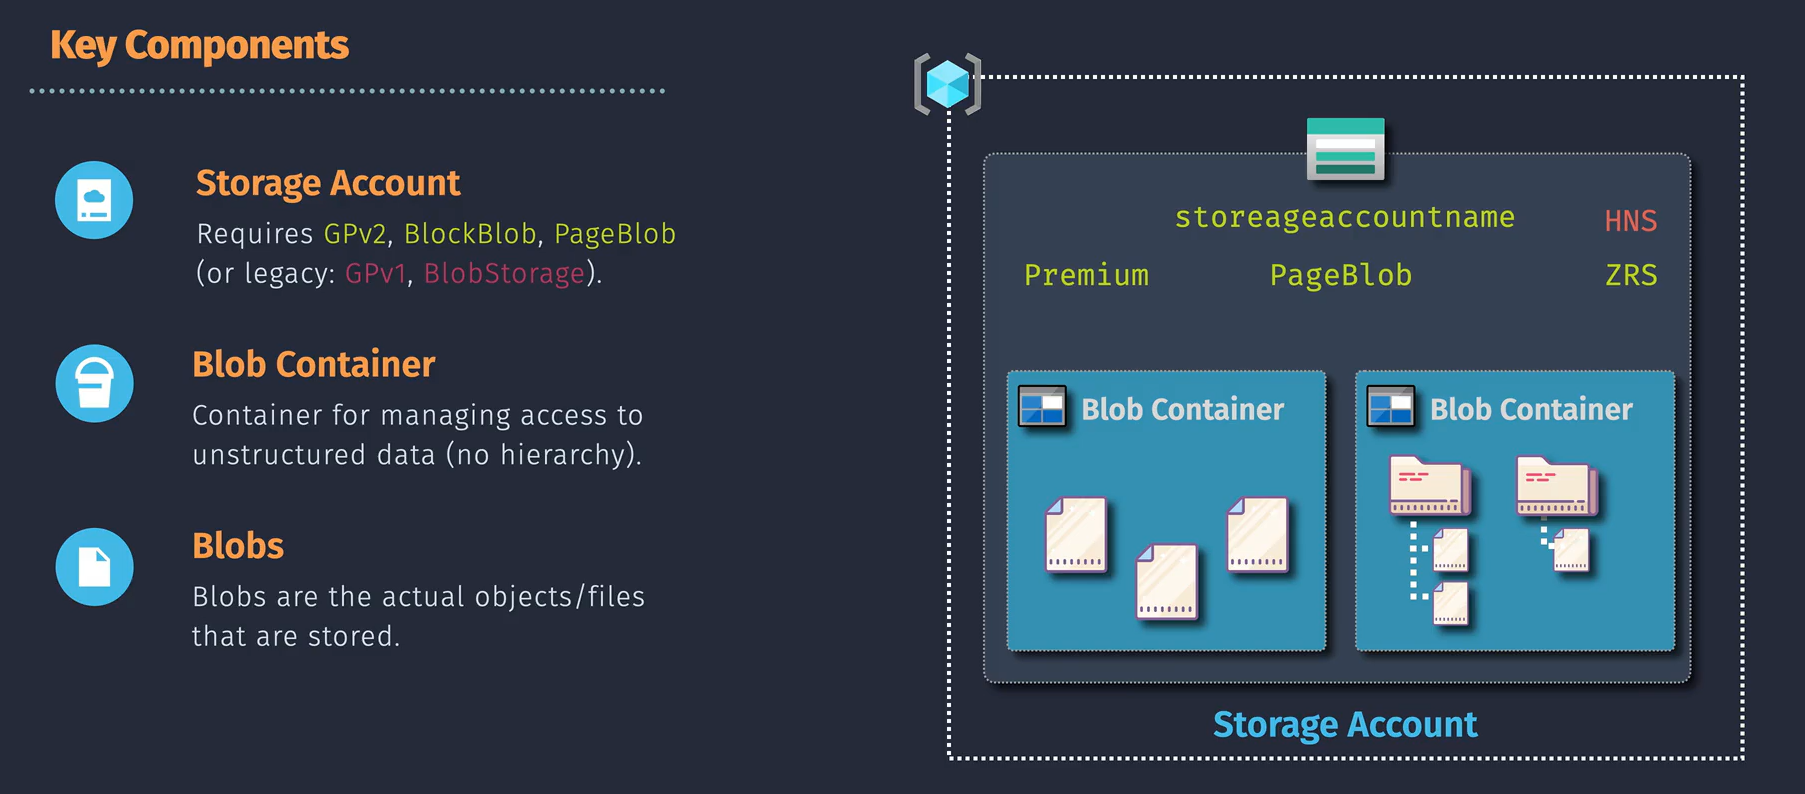 Key Components
Storage Account
Requires GPv2, BlockBlob, PageBlob
(or legacy: GPv1, BlobStorage).
Blob Container
Container for managing access to
unstructured data (no hierarchy).
Blobs
Blobs are the actual objects/files
that are stored.
storeageaccountname
HNS
Premium
PageBlob
ZRS
Blob Container
Blob Container
Storage Account